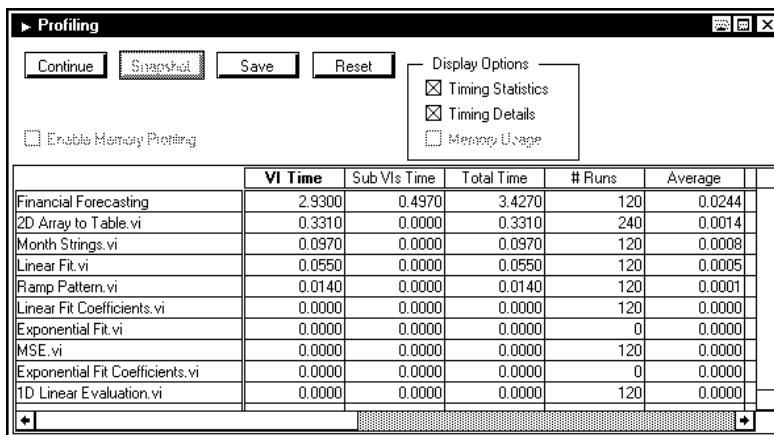 Profiling
Continue Snapshot Save Reset Display Options
Timing Statistics
Timing Details
Enable Memory Profiling Memory Usage
VI Time Sub VIs Time Total Time # Runs Average
Financial Forecasting 2.9300 0.4970 3.4270 120 0.0244
2D Array to Table.vi 0.3310 0.0000 0.3310 240 0.0014
Month Strings.vi 0.0970 0.0000 0.0970 120 0.0008
Linear Fit.vi 0.0550 0.0000 0.0550 120 0.0005
Ramp Pattern.vi 0.0140 0.0000 0.0140 120 0.0001
Linear Fit Coefficients.vi 0.0000 0.0000 0.0000 120 0.0000
Exponential Fit.vi 0.0000 0.0000 0.0000 0 0.0000
MSE.vi 0.0000 0.0000 0.0000 120 0.0000
Exponential Fit Coefficients.vi 0.0000 0.0000 0.0000 0 0.0000
1D Linear Evaluation.vi 0.0000 0.0000 0.0000 120 0.0000